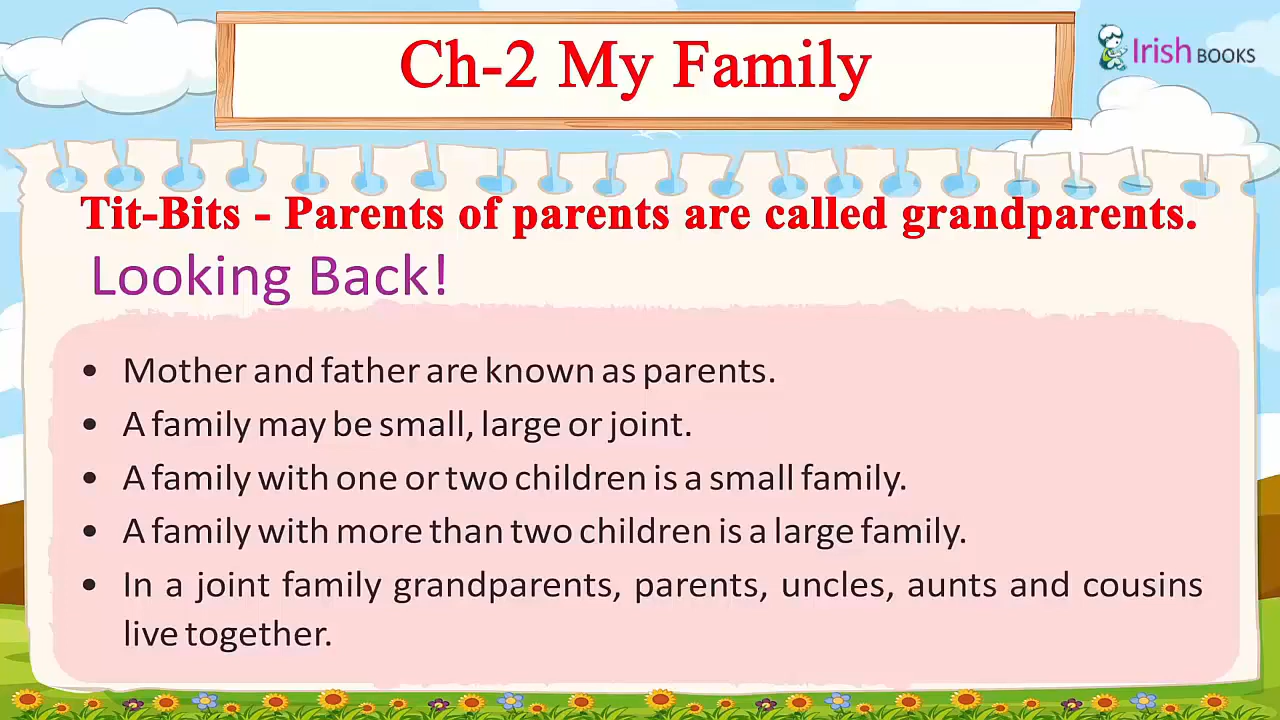 Ch-2 My Family
Irish BOOKS
Tit-Bits - Parents of parents are called grandparents.
Looking Back!
• Mother and father are known as parents.
• A family may be small, large or joint.
• A family with one or two children is a small family.
• A family with more than two children is a large family.
• In a joint family grandparents, parents, uncles, aunts and cousins
live together.